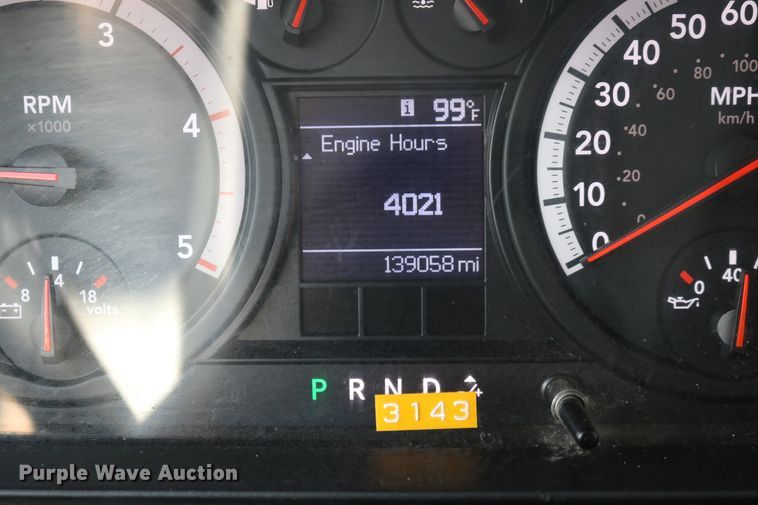 3
4
5
RPM
×1000
8 4 18
volts
i 99°F
Engine Hours
4021
139058 mi
P R N D
3143
0 10 20 30 40 50 60
0 20 40 60 80 100
MPH
km/h
0 40
Purple Wave Auction